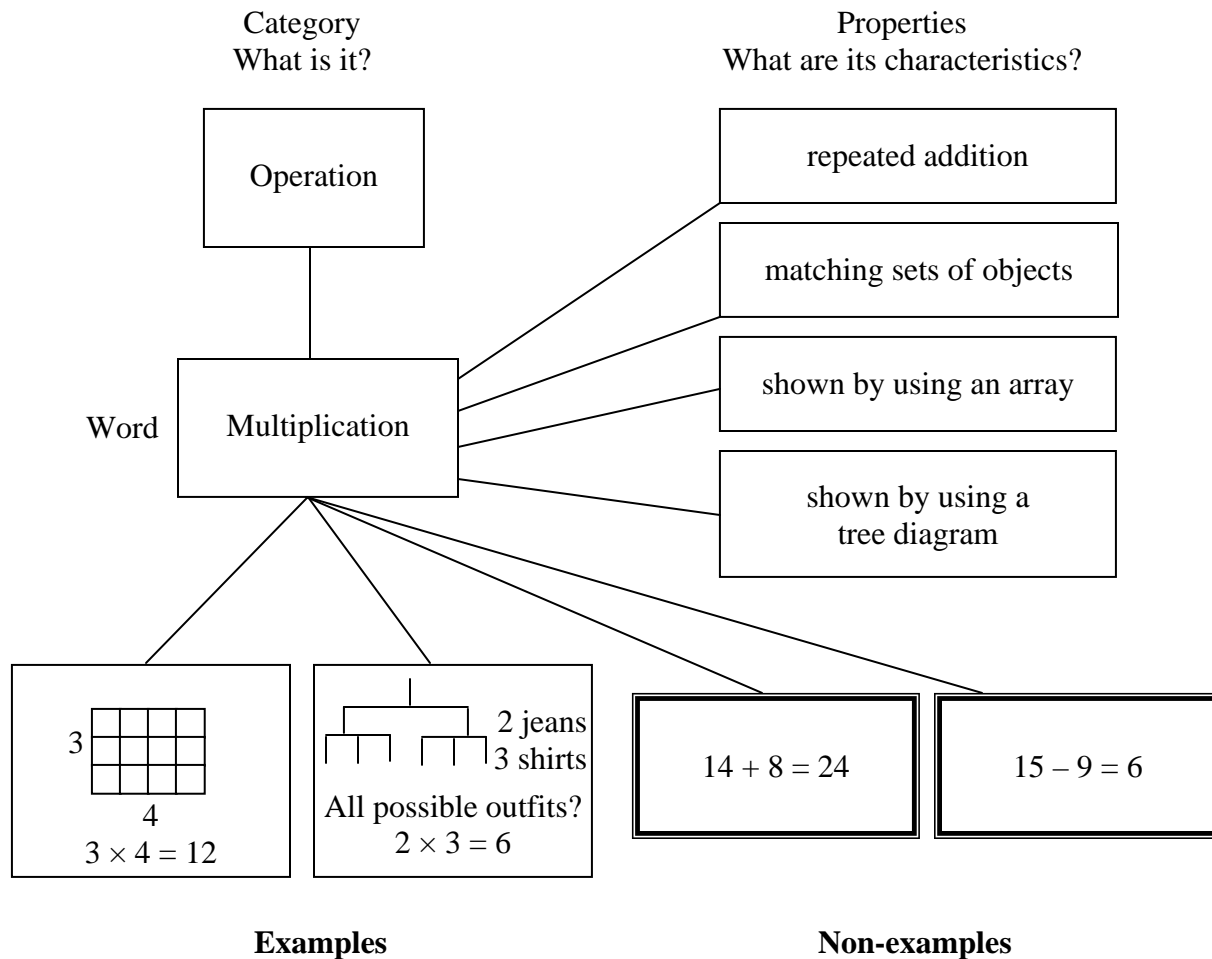 Category
What is it?
Properties
What are its characteristics?
Operation
repeated addition
matching sets of objects
shown by using an array
Word
Multiplication
shown by using a
tree diagram
3
4
3 × 4 = 12
2 jeans
3 shirts
All possible outfits?
2 × 3 = 6
14 + 8 = 24
15 – 9 = 6
Examples
Non-examples